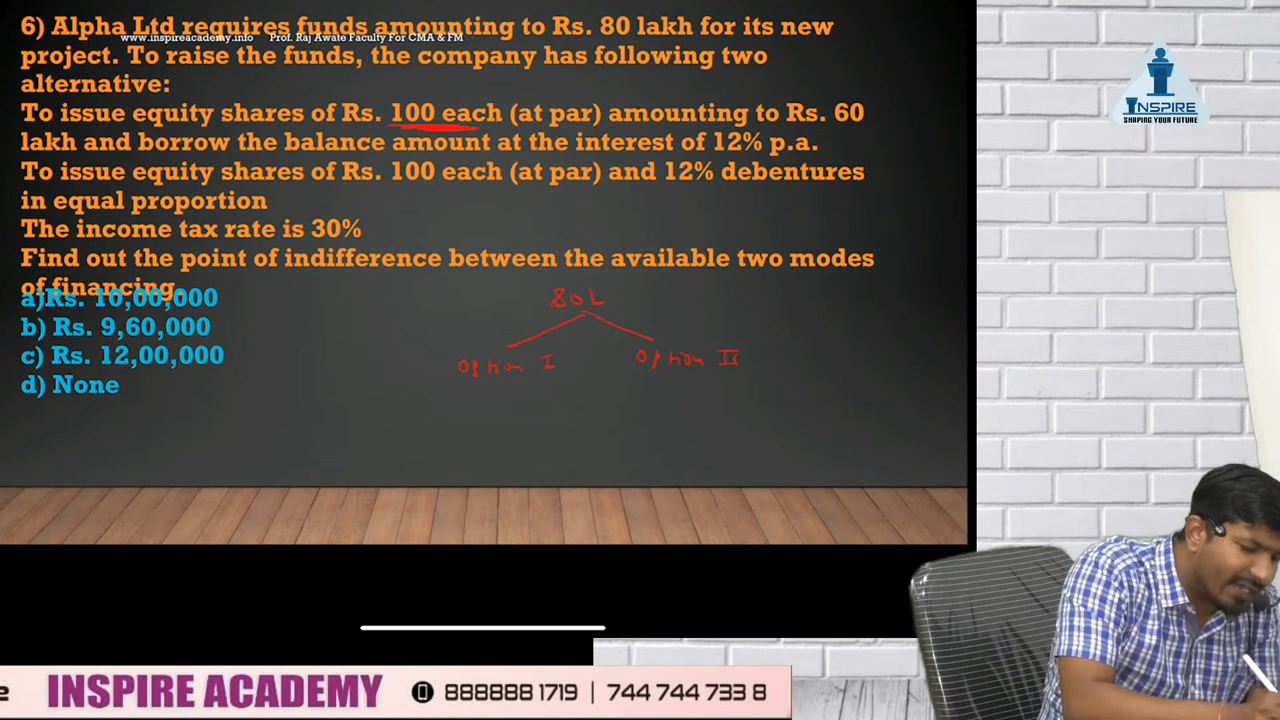 6) Alpha Ltd requires funds amounting to Rs. 80 lakh for its new
www.inspireacademy.info Prof. Raj Awate Faculty For CMA & FM
project. To raise the funds, the company has following two
alternative:
To issue equity shares of Rs. 100 each (at par) amounting to Rs. 60
lakh and borrow the balance amount at the interest of 12% p.a.
To issue equity shares of Rs. 100 each (at par) and 12% debentures
in equal proportion
The income tax rate is 30%
Find out the point of indifference between the available two modes
of financing.
a)Rs. 10,00,000
b) Rs. 9,60,000
c) Rs. 12,00,000
d) None
80L
option I
option II
INSPIRE
SHAPING YOUR FUTURE
e INSPIRE ACADEMY 888888 1719 | 744 744 733 8